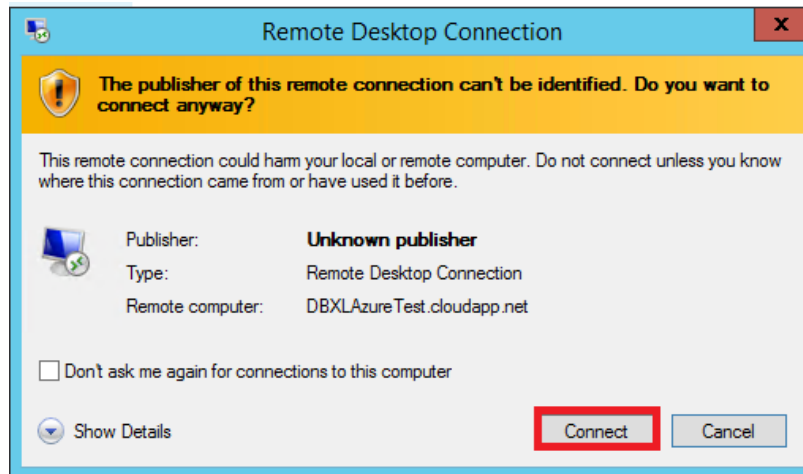 Remote Desktop Connection
x
The publisher of this remote connection can't be identified. Do you want to
connect anyway?
This remote connection could harm your local or remote computer. Do not connect unless you know
where this connection came from or have used it before.
Publisher: Unknown publisher
Type: Remote Desktop Connection
Remote computer: DBXLAzureTest.cloudapp.net
Don't ask me again for connections to this computer
Show Details Connect Cancel